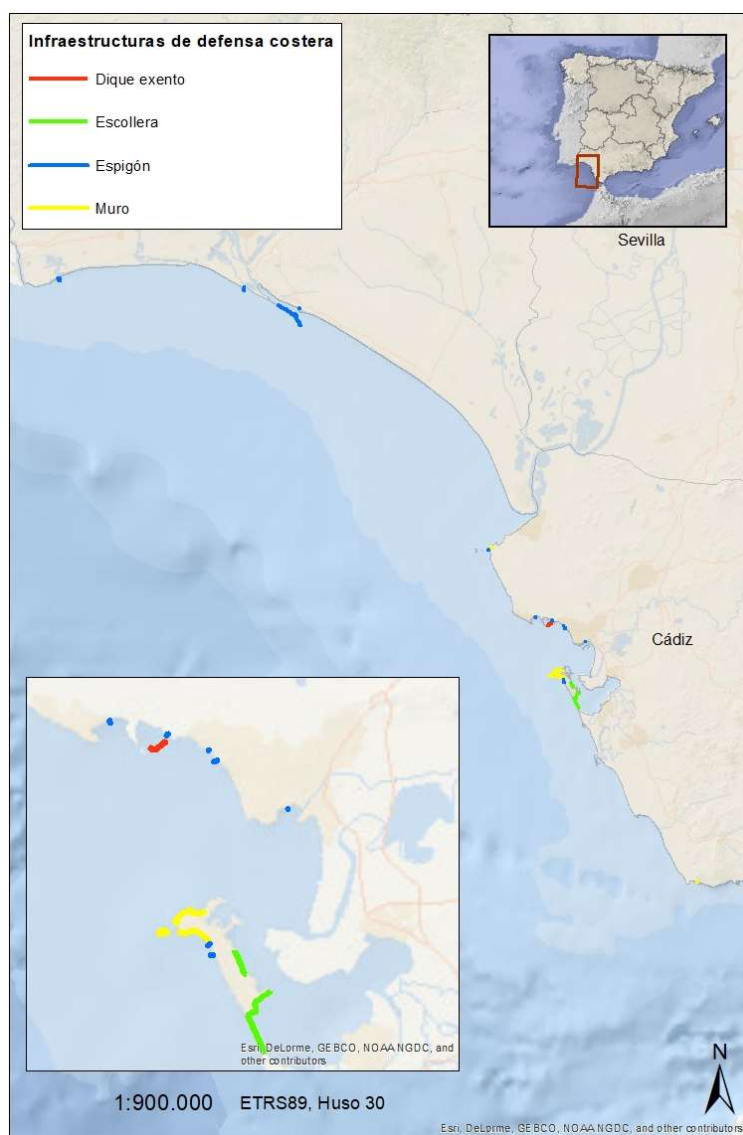 Infraestructuras de defensa costera
Dique exento
Escollera
Espigón
Muro
Sevilla
Cádiz
Esri, DeLorme, GEBCO, NOAA NGDC, and
other contributors
1:900.000 ETRS89, Huso 30
N
Esri, DeLorme, GEBCO, NOAA NGDC, and other contributors